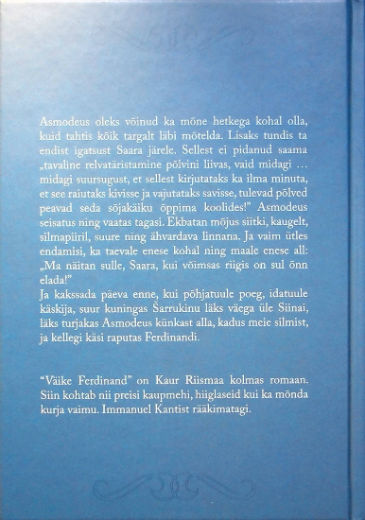 Asmodeus oleks võinud ka mõne hetkega kohal olla,
kuid tahtis kõik targalt läbi mõtelda. Lisaks tundis ta
endist igatsust Saara järele. Sellest ei pidanud saama
„tavaline relvatäristamine põlvini liivas, vaid midagi …
midagi suursugust, et sellest kirjutataks ka ilma minuta,
et see raiutaks kivisse ja vajutataks savisse, tulevad põlved
peavad seda sõjakäiku õppima koolides!" Asmodeus
seisatus ning vaatas tagasi. Ekbatan mõjus siitki, kaugelt,
silmapiiril, suure ning ähvardava linnana. Ja vaim ütles
endamisi, ka taevale enese kohal ning maale enese all:
„Ma näitan sulle, Saara, kui võimsas riigis on sul õnn
elada!"
Ja kakssada päeva enne, kui põhjatuule poeg, idatuule
käskija, suur kuningas Šarrukinu läks väega üle Siinai,
läks turjakas Asmodeus künkast alla, kadus meie silmist,
ja kellegi käsi raputas Ferdinandi.
"Väike Ferdinand" on Kaur Riismaa kolmas romaan.
Siin kohtab nii preisi kaupmehi, hiiglaseid kui ka mõnda
kurja vaimu. Immanuel Kantist rääkimatagi.